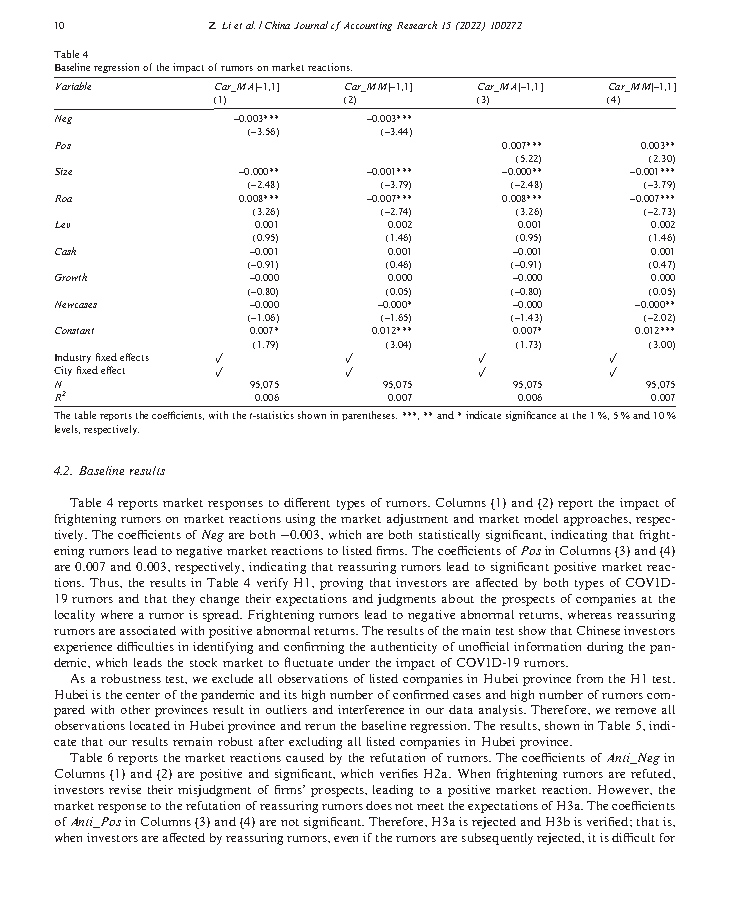 10
Z. Li et al. / China Journal of Accounting Research 15 (2022) 100272
Table 4
Baseline regression of the impact of rumors on market reactions.
Variable Car_MA[−1,1] Car_MM[−1,1] Car_MA[−1,1] Car_MM[−1,1]
(1) (2) (3) (4)
Neg −0.003*** −0.003***
(−3.56) (−3.44)
Pos 0.007*** 0.003**
(5.22) (2.30)
Size −0.000** −0.001*** −0.000** −0.001***
(−2.48) (−3.79) (−2.48) (−3.79)
Roa 0.008*** −0.007*** 0.008*** −0.007***
(3.26) (−2.74) (3.26) (−2.73)
Lev 0.001 0.002 0.001 0.002
(0.95) (1.46) (0.95) (1.46)
Cash −0.001 0.001 −0.001 0.001
(−0.91) (0.46) (−0.91) (0.47)
Growth −0.000 0.000 −0.000 0.000
(−0.80) (0.05) (−0.80) (0.05)
Newcases −0.000 −0.000* −0.000 −0.000**
(−1.06) (−1.65) (−1.43) (−2.02)
Constant 0.007* 0.012*** 0.007* 0.012***
(1.79) (3.04) (1.73) (3.00)
Industry fixed effects ✓ ✓ ✓ ✓
City fixed effect ✓ ✓ ✓ ✓
N 95,075 95,075 95,075 95,075
R² 0.006 0.007 0.006 0.007
The table reports the coefficients, with the t-statistics shown in parentheses. ***, ** and * indicate significance at the 1 %, 5 % and 10 %
levels, respectively.
4.2. Baseline results
Table 4 reports market responses to different types of rumors. Columns (1) and (2) report the impact of
frightening rumors on market reactions using the market adjustment and market model approaches, respec-
tively. The coefficients of Neg are both −0.003, which are both statistically significant, indicating that fright-
ening rumors lead to negative market reactions to listed firms. The coefficients of Pos in Columns (3) and (4)
are 0.007 and 0.003, respectively, indicating that reassuring rumors lead to significant positive market reac-
tions. Thus, the results in Table 4 verify H1, proving that investors are affected by both types of COVID-
19 rumors and that they change their expectations and judgments about the prospects of companies at the
locality where a rumor is spread. Frightening rumors lead to negative abnormal returns, whereas reassuring
rumors are associated with positive abnormal returns. The results of the main test show that Chinese investors
experience difficulties in identifying and confirming the authenticity of unofficial information during the pan-
demic, which leads the stock market to fluctuate under the impact of COVID-19 rumors.
As a robustness test, we exclude all observations of listed companies in Hubei province from the H1 test.
Hubei is the center of the pandemic and its high number of confirmed cases and high number of rumors com-
pared with other provinces result in outliers and interference in our data analysis. Therefore, we remove all
observations located in Hubei province and rerun the baseline regression. The results, shown in Table 5, indi-
cate that our results remain robust after excluding all listed companies in Hubei province.
Table 6 reports the market reactions caused by the refutation of rumors. The coefficients of Anti_Neg in
Columns (1) and (2) are positive and significant, which verifies H2a. When frightening rumors are refuted,
investors revise their misjudgment of firms' prospects, leading to a positive market reaction. However, the
market response to the refutation of reassuring rumors does not meet the expectations of H3a. The coefficients
of Anti_Pos in Columns (3) and (4) are not significant. Therefore, H3a is rejected and H3b is verified; that is,
when investors are affected by reassuring rumors, even if the rumors are subsequently rejected, it is difficult for